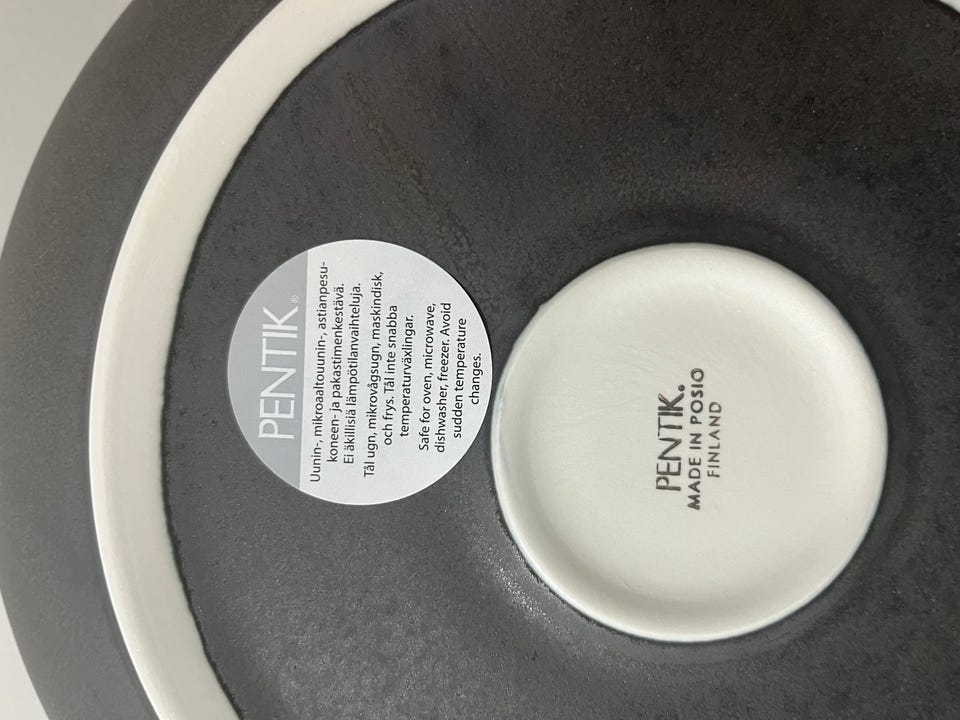 PENTIK®
Uunin-, mikroaaltouunin-, astianpesu-
koneen- ja pakastimenkestävä.
Ei äkillisiä lämpötilanvaihteluja.
Tål ugn, mikrovågsugn, maskindisk,
och frys. Tål inte snabba
temperaturväxlingar.
Safe for oven, microwave,
dishwasher, freezer. Avoid
sudden temperature
changes.
PENTIK.
MADE IN POSIO
FINLAND